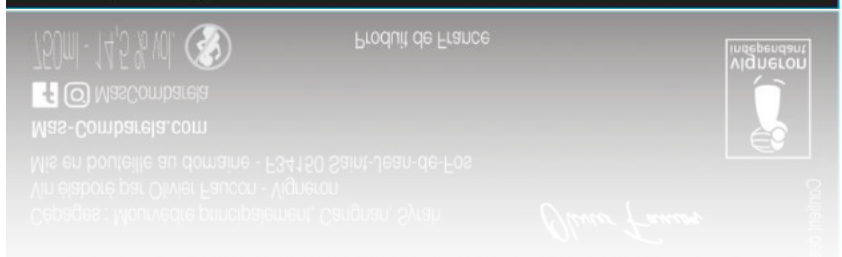 Cépages : Mourvèdre principalement, Carignan, Syrah
Vin élaboré par Olivier Faucon - Vigneron
Mis en bouteille au domaine - F34150 Saint-Jean-de-Fos
Mas-Combarela.com
MasCombarela
750ml - 14,5 % vol.
Produit de France
Olivier Faucon
vigneron
indépendant